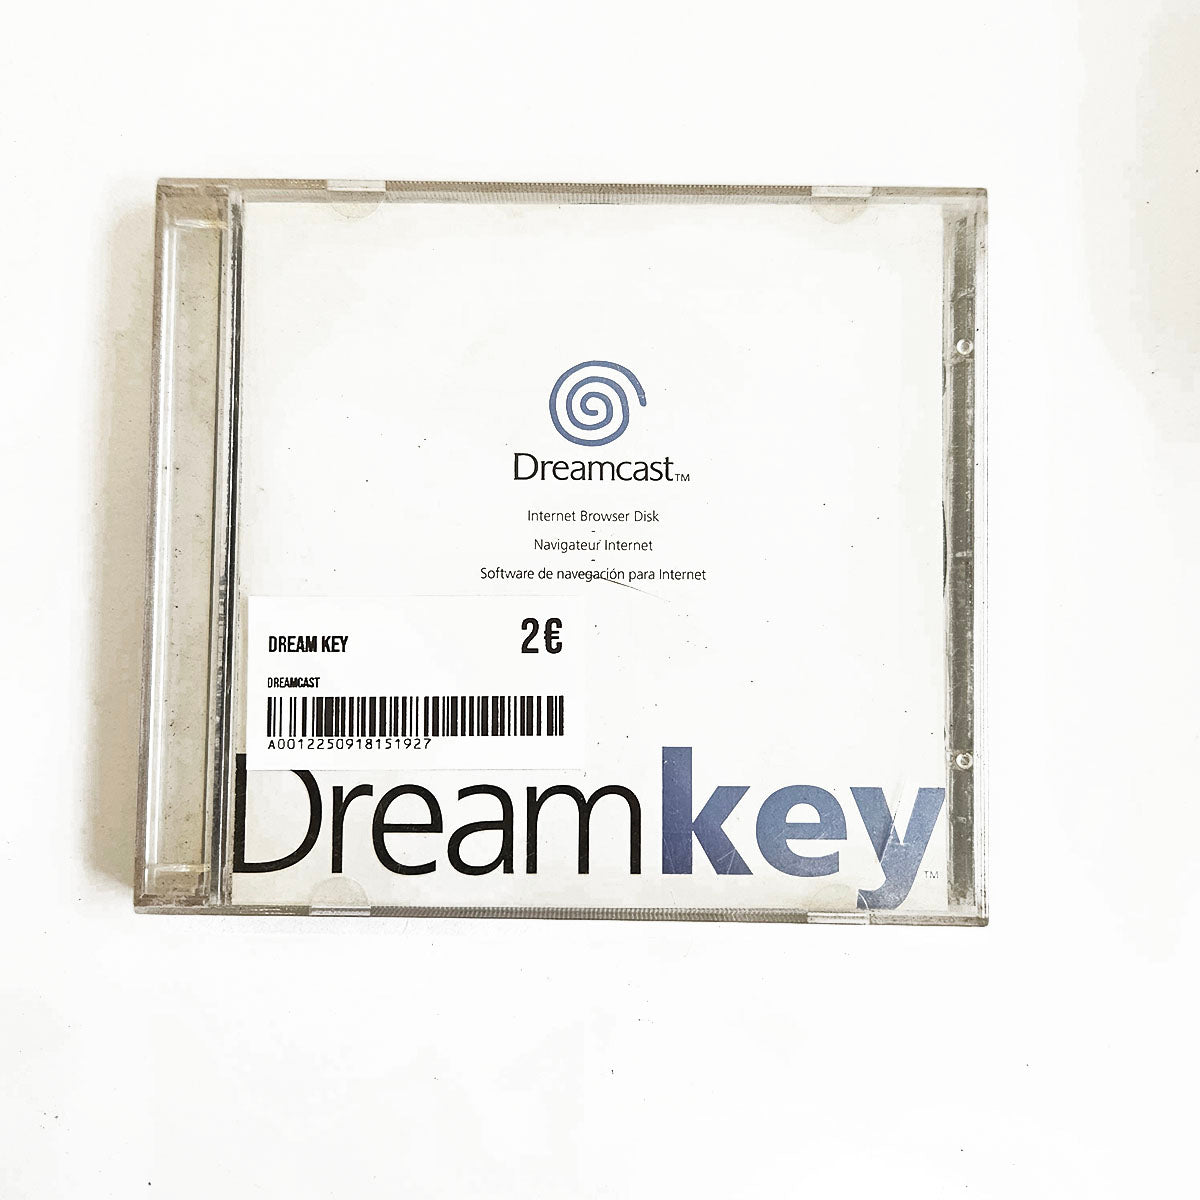 Dreamcast™
Internet Browser Disk
-
Navigateur Internet
-
Software de navegación para Internet
DREAM KEY 2€
DREAMCAST
A0012250918151927
Dreamkey™